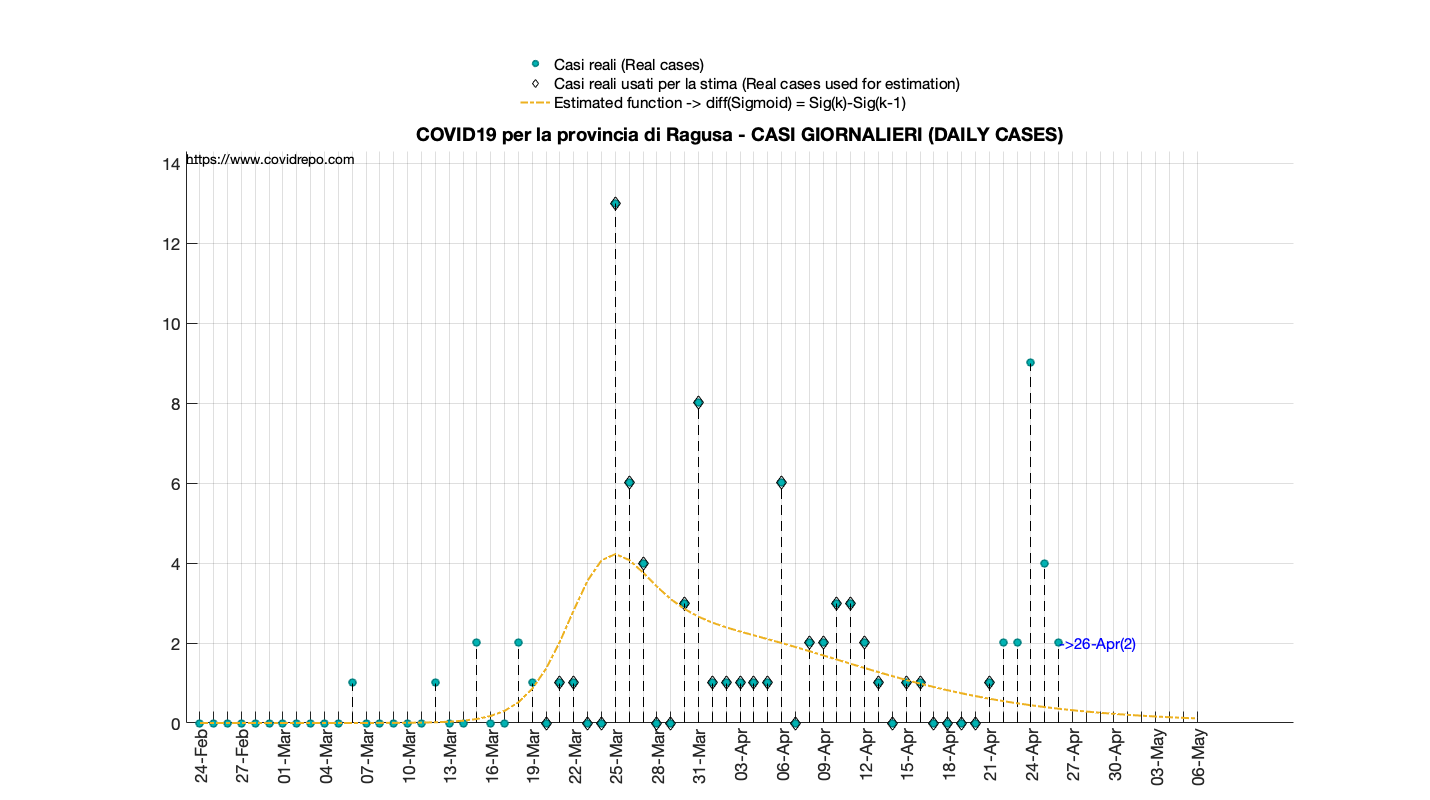 Casi reali (Real cases)
Casi reali usati per la stima (Real cases used for estimation)
Estimated function -> diff(Sigmoid) = Sig(k)-Sig(k-1)
COVID19 per la provincia di Ragusa - CASI GIORNALIERI (DAILY CASES)
https://www.covidrepo.com
14
12
10
8
6
4
2
0
->26-Apr(2)
24-Feb
27-Feb
01-Mar
04-Mar
07-Mar
10-Mar
13-Mar
16-Mar
19-Mar
22-Mar
25-Mar
28-Mar
31-Mar
03-Apr
06-Apr
09-Apr
12-Apr
15-Apr
18-Apr
21-Apr
24-Apr
27-Apr
30-Apr
03-May
06-May